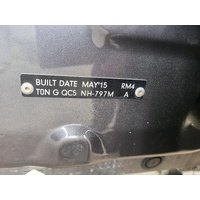 BUILT DATE MAY'15 RM4
T0N G QC5 NH-797M A